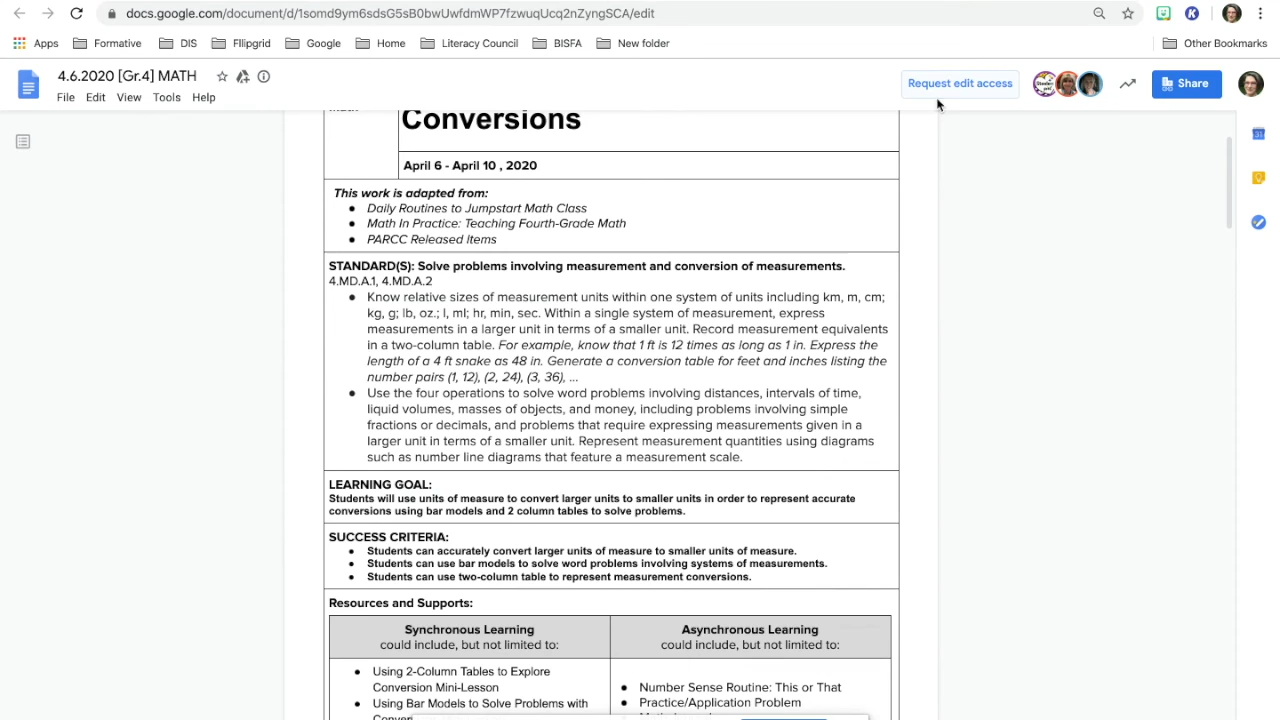 docs.google.com/document/d/1somd9ym6sdsG5sB0bwUwfdmWP7fzwuqUcq2nZyngSCA/edit
Apps Formative DIS Flipgrid Google Home Literacy Council BISFA New folder Other Bookmarks
4.6.2020 [Gr.4] MATH
Request edit access
Share
File Edit View Tools Help
Conversions
April 6 - April 10 , 2020
This work is adapted from:
● Daily Routines to Jumpstart Math Class
● Math In Practice: Teaching Fourth-Grade Math
● PARCC Released Items
STANDARD(S): Solve problems involving measurement and conversion of measurements.
4.MD.A.1, 4.MD.A.2
● Know relative sizes of measurement units within one system of units including km, m, cm;
kg, g; lb, oz.; l, ml; hr, min, sec. Within a single system of measurement, express
measurements in a larger unit in terms of a smaller unit. Record measurement equivalents
in a two-column table. For example, know that 1 ft is 12 times as long as 1 in. Express the
length of a 4 ft snake as 48 in. Generate a conversion table for feet and inches listing the
number pairs (1, 12), (2, 24), (3, 36), ...
● Use the four operations to solve word problems involving distances, intervals of time,
liquid volumes, masses of objects, and money, including problems involving simple
fractions or decimals, and problems that require expressing measurements given in a
larger unit in terms of a smaller unit. Represent measurement quantities using diagrams
such as number line diagrams that feature a measurement scale.
LEARNING GOAL:
Students will use units of measure to convert larger units to smaller units in order to represent accurate
conversions using bar models and 2 column tables to solve problems.
SUCCESS CRITERIA:
● Students can accurately convert larger units of measure to smaller units of measure.
● Students can use bar models to solve word problems involving systems of measurements.
● Students can use two-column table to represent measurement conversions.
Resources and Supports:
Synchronous Learning
could include, but not limited to:
● Using 2-Column Tables to Explore
Conversion Mini-Lesson
● Using Bar Models to Solve Problems with
Asynchronous Learning
could include, but not limited to:
● Number Sense Routine: This or That
● Practice/Application Problem